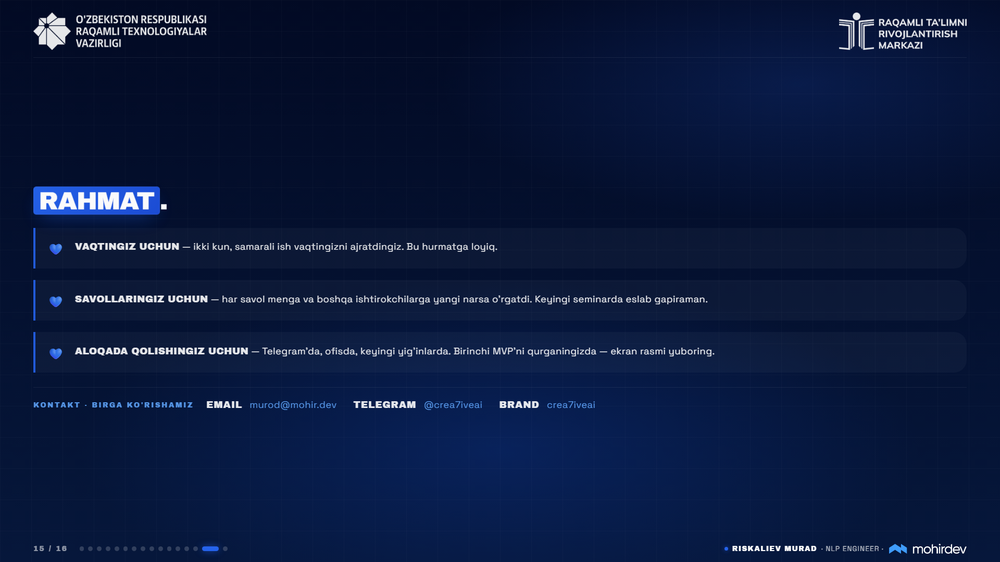 O'ZBEKISTON RESPUBLIKASI
RAQAMLI TEXNOLOGIYALAR
VAZIRLIGI
RAQAMLI TA’LIMNI
RIVOJLANTIRISH
MARKAZI
RAHMAT.
VAQTINGIZ UCHUN — ikki kun, samarali ish vaqtingizni ajratdingiz. Bu hurmatga loyiq.
SAVOLLARINGIZ UCHUN — har savol menga va boshqa ishtirokchilarga yangi narsa o’rgatdi. Keyingi seminarda eslab gapiraman.
ALOQADA QOLISHINGIZ UCHUN — Telegram’da, ofisda, keyingi yig’inlarda. Birinchi MVP’ni qurganingizda — ekran rasmi yuboring.
KONTAKT · BIRGA KO'RISHAMIZ EMAIL murod@mohir.dev TELEGRAM @crea7iveai BRAND crea7iveai
15 / 16
RISKALIEV MURAD · NLP ENGINEER · mohirdev